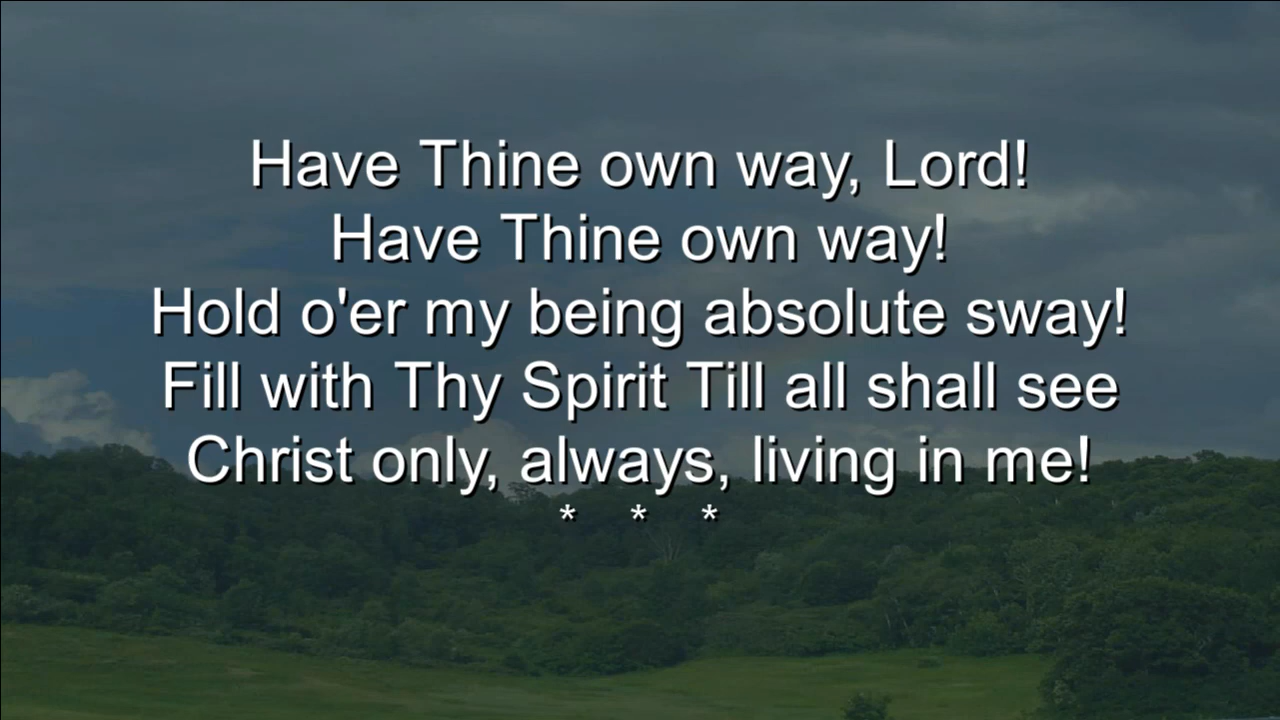 Have Thine own way, Lord!
Have Thine own way!
Hold o'er my being absolute sway!
Fill with Thy Spirit Till all shall see
Christ only, always, living in me!
* * *